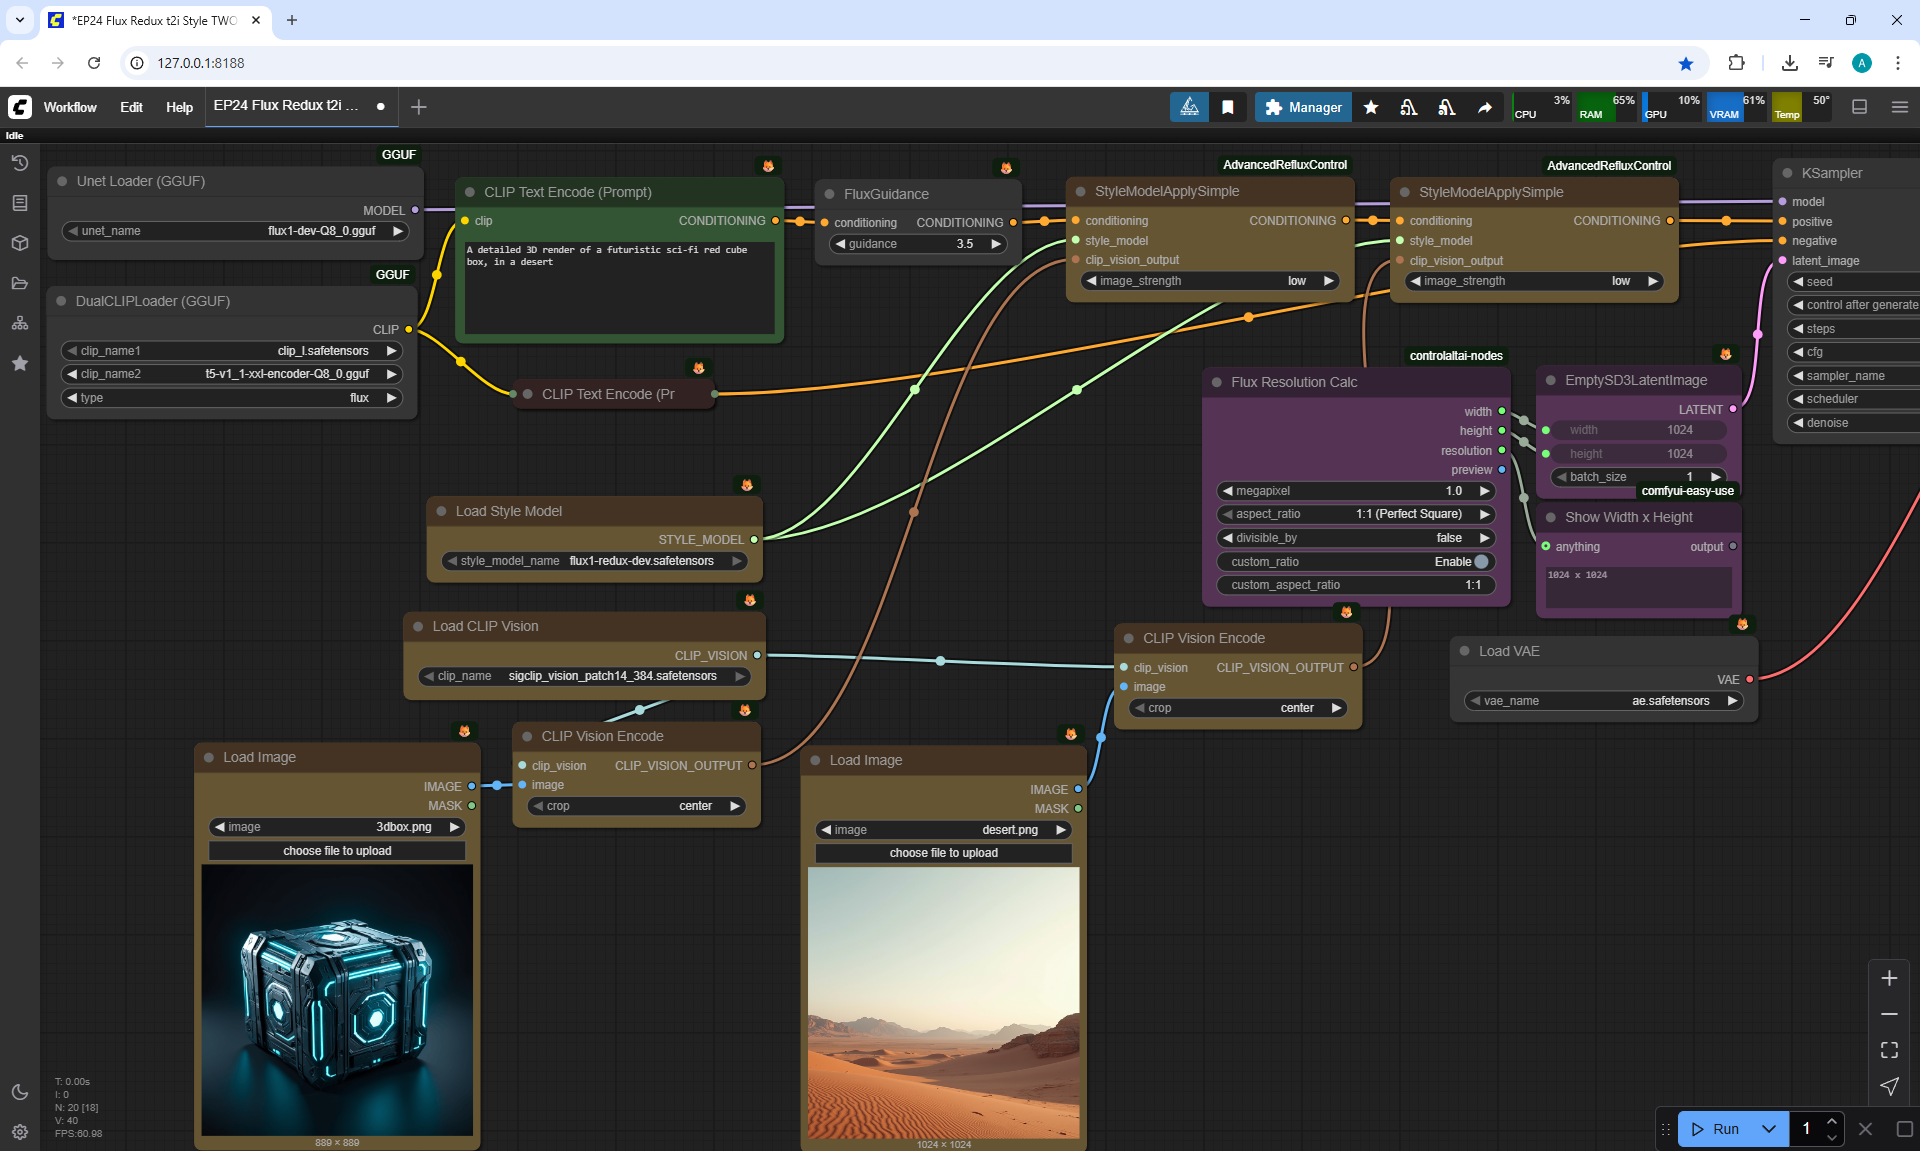 *EP24 Flux Redux t2i Style TWO
127.0.0.1:8188
Workflow
Edit
Help
EP24 Flux Redux t2i ...
Manager
3%
CPU
65%
RAM
10%
GPU
61%
VRAM
50°
Temp
A
Idle
GGUF
Unet Loader (GGUF)
MODEL
unet_name flux1-dev-Q8_0.gguf
GGUF
DualCLIPLoader (GGUF)
CLIP
clip_name1 clip_l.safetensors
clip_name2 t5-v1_1-xxl-encoder-Q8_0.gguf
type flux
CLIP Text Encode (Prompt)
clip CONDITIONING
A detailed 3D render of a futuristic sci-fi red cube
box, in a desert
CLIP Text Encode (Pr
FluxGuidance
conditioning CONDITIONING
guidance 3.5
AdvancedRefluxControl
StyleModelApplySimple
conditioning CONDITIONING
style_model
clip_vision_output
image_strength low
AdvancedRefluxControl
StyleModelApplySimple
conditioning CONDITIONING
style_model
clip_vision_output
image_strength low
KSampler
model
positive
negative
latent_image
seed
control after generate
steps
cfg
sampler_name
scheduler
denoise
controlaltai-nodes
Flux Resolution Calc
width
height
resolution
preview
megapixel 1.0
aspect_ratio 1:1 (Perfect Square)
divisible_by false
custom_ratio Enable
custom_aspect_ratio 1:1
EmptySD3LatentImage
LATENT
width 1024
height 1024
batch_size 1
comfyui-easy-use
Show Width x Height
anything output
1024 x 1024
Load Style Model
STYLE_MODEL
style_model_name flux1-redux-dev.safetensors
Load CLIP Vision
CLIP_VISION
clip_name sigclip_vision_patch14_384.safetensors
CLIP Vision Encode
clip_vision CLIP_VISION_OUTPUT
image
crop center
Load VAE
VAE
vae_name ae.safetensors
CLIP Vision Encode
clip_vision CLIP_VISION_OUTPUT
image
crop center
Load Image
IMAGE
MASK
image 3dbox.png
choose file to upload
889 × 889
Load Image
IMAGE
MASK
image desert.png
choose file to upload
1024 × 1024
T: 0.00s
I: 0
N: 20 [18]
V: 40
FPS:60.98
Run
1